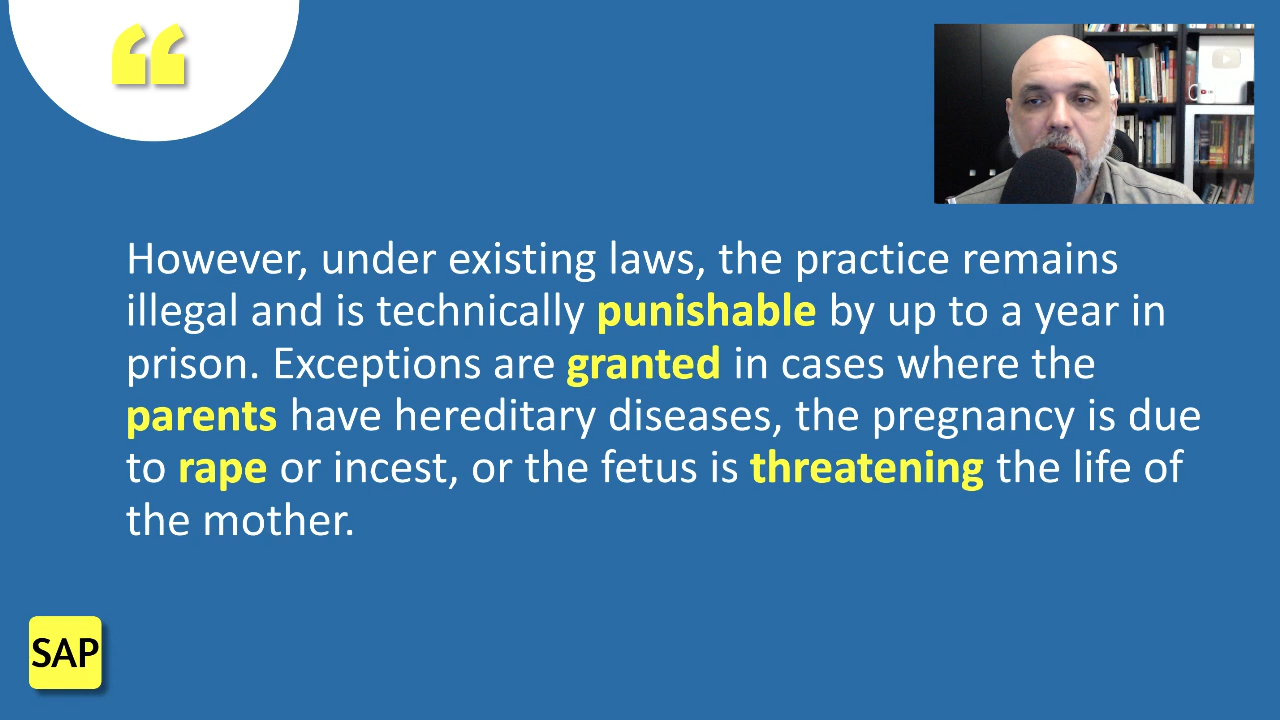 “
However, under existing laws, the practice remains
illegal and is technically punishable by up to a year in
prison. Exceptions are granted in cases where the
parents have hereditary diseases, the pregnancy is due
to rape or incest, or the fetus is threatening the life of
the mother.
SAP